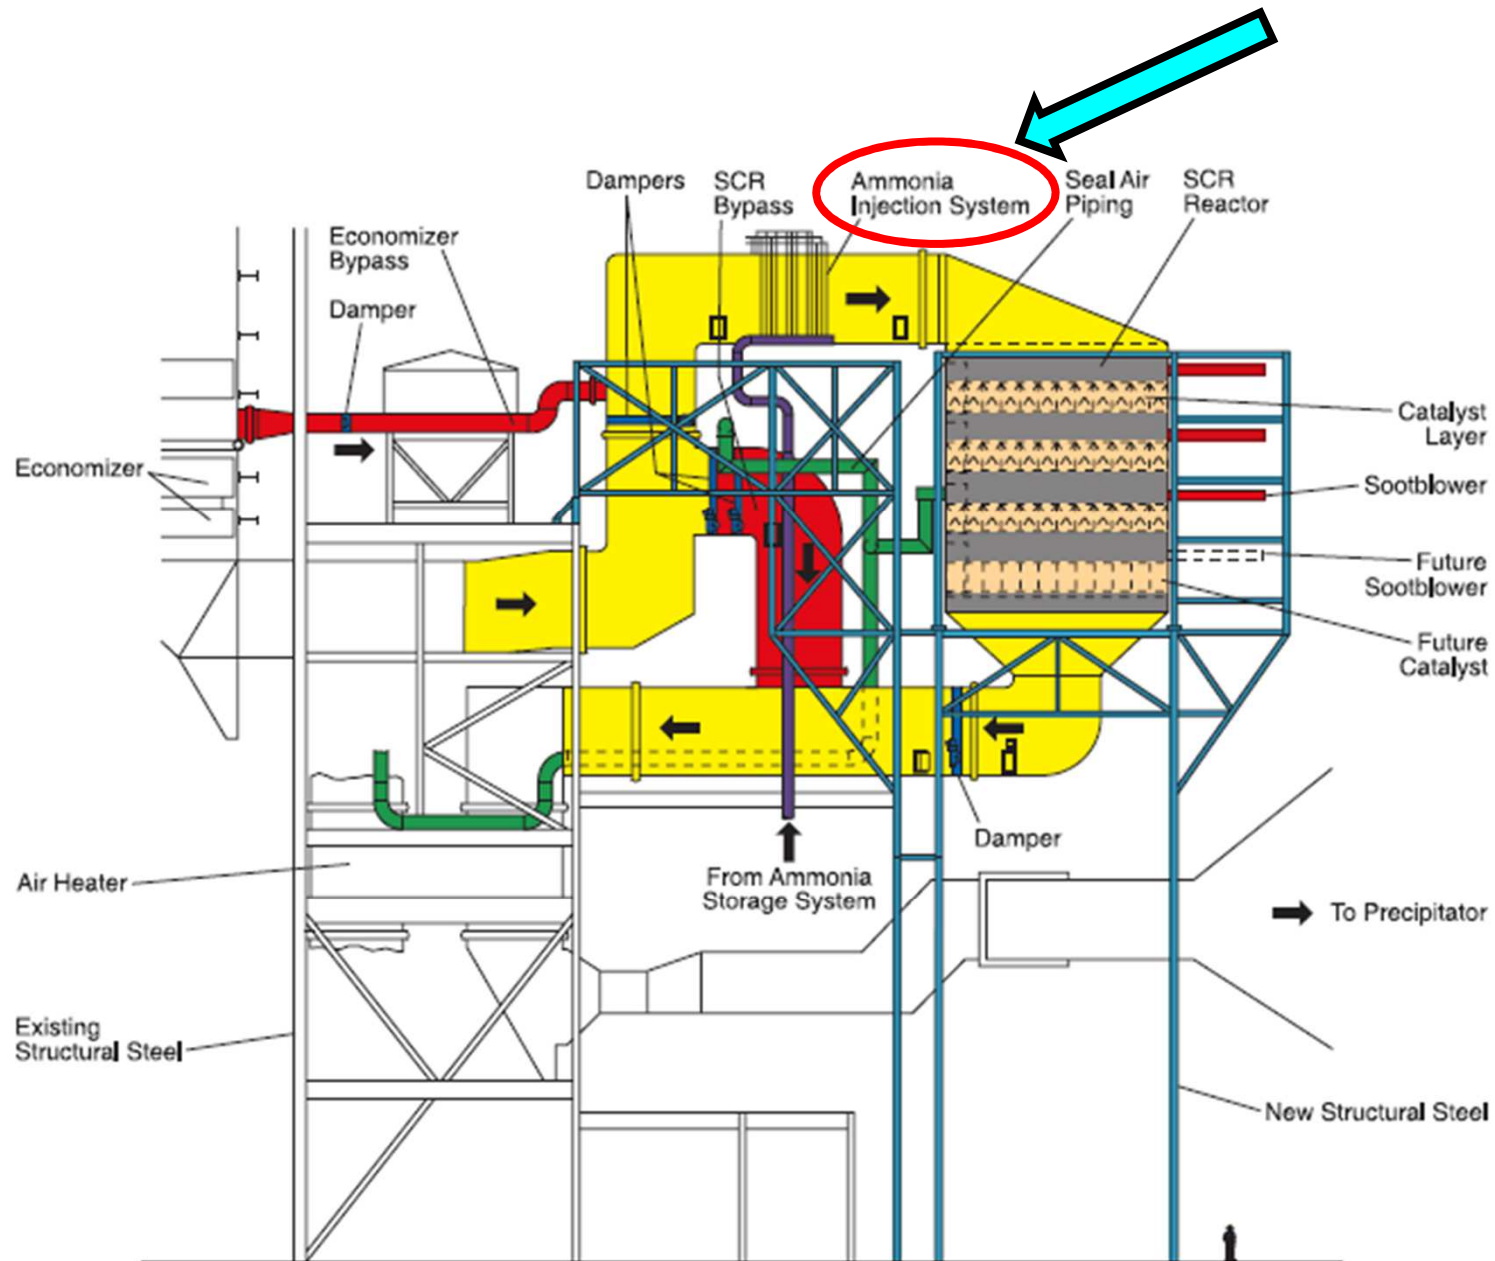 Dampers
SCR
Bypass
Ammonia
Injection System
Seal Air
Piping
SCR
Reactor
Economizer
Bypass
Damper
Economizer
Catalyst
Layer
Sootblower
Future
Sootblower
Future
Catalyst
Damper
From Ammonia
Storage System
Air Heater
To Precipitator
Existing
Structural Steel
New Structural Steel